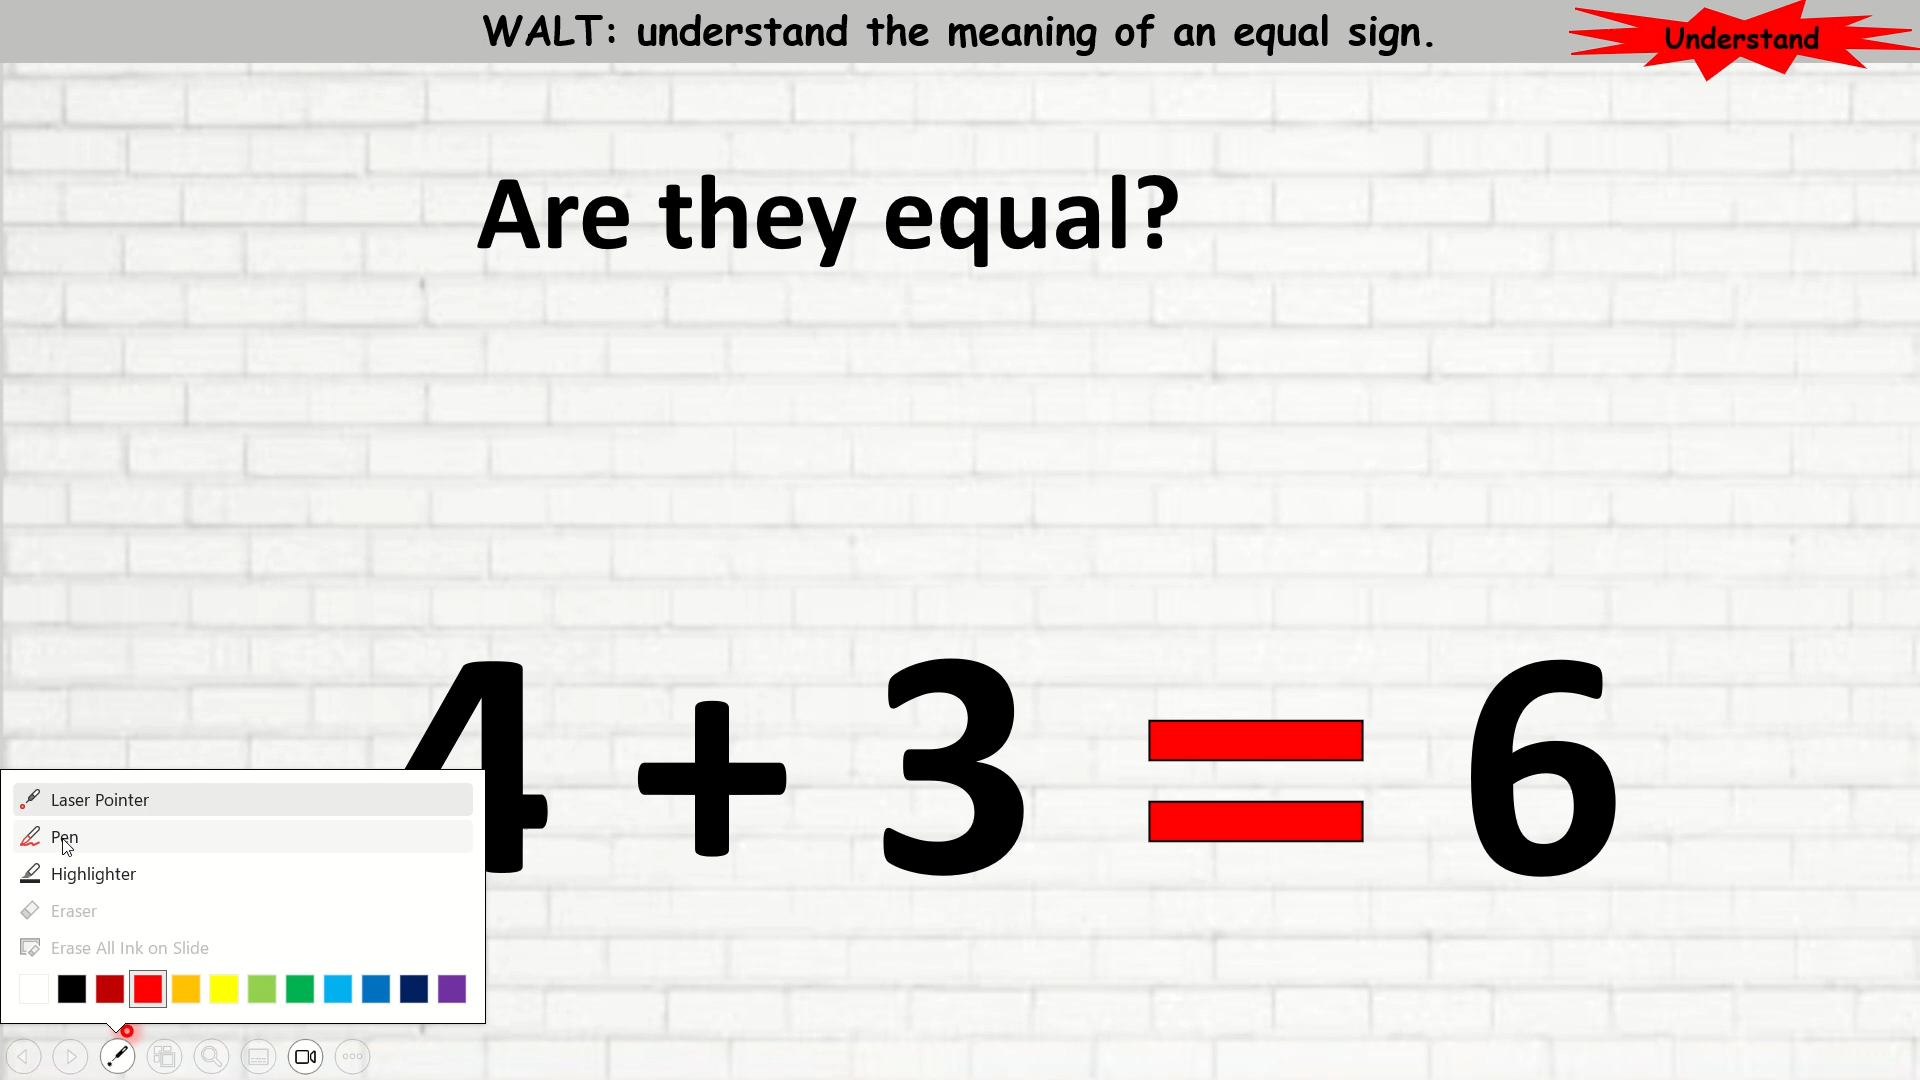 WALT: understand the meaning of an equal sign.
Understand
Are they equal?
4 + 3 = 6
Laser Pointer
Pen
Highlighter
Eraser
Erase All Ink on Slide